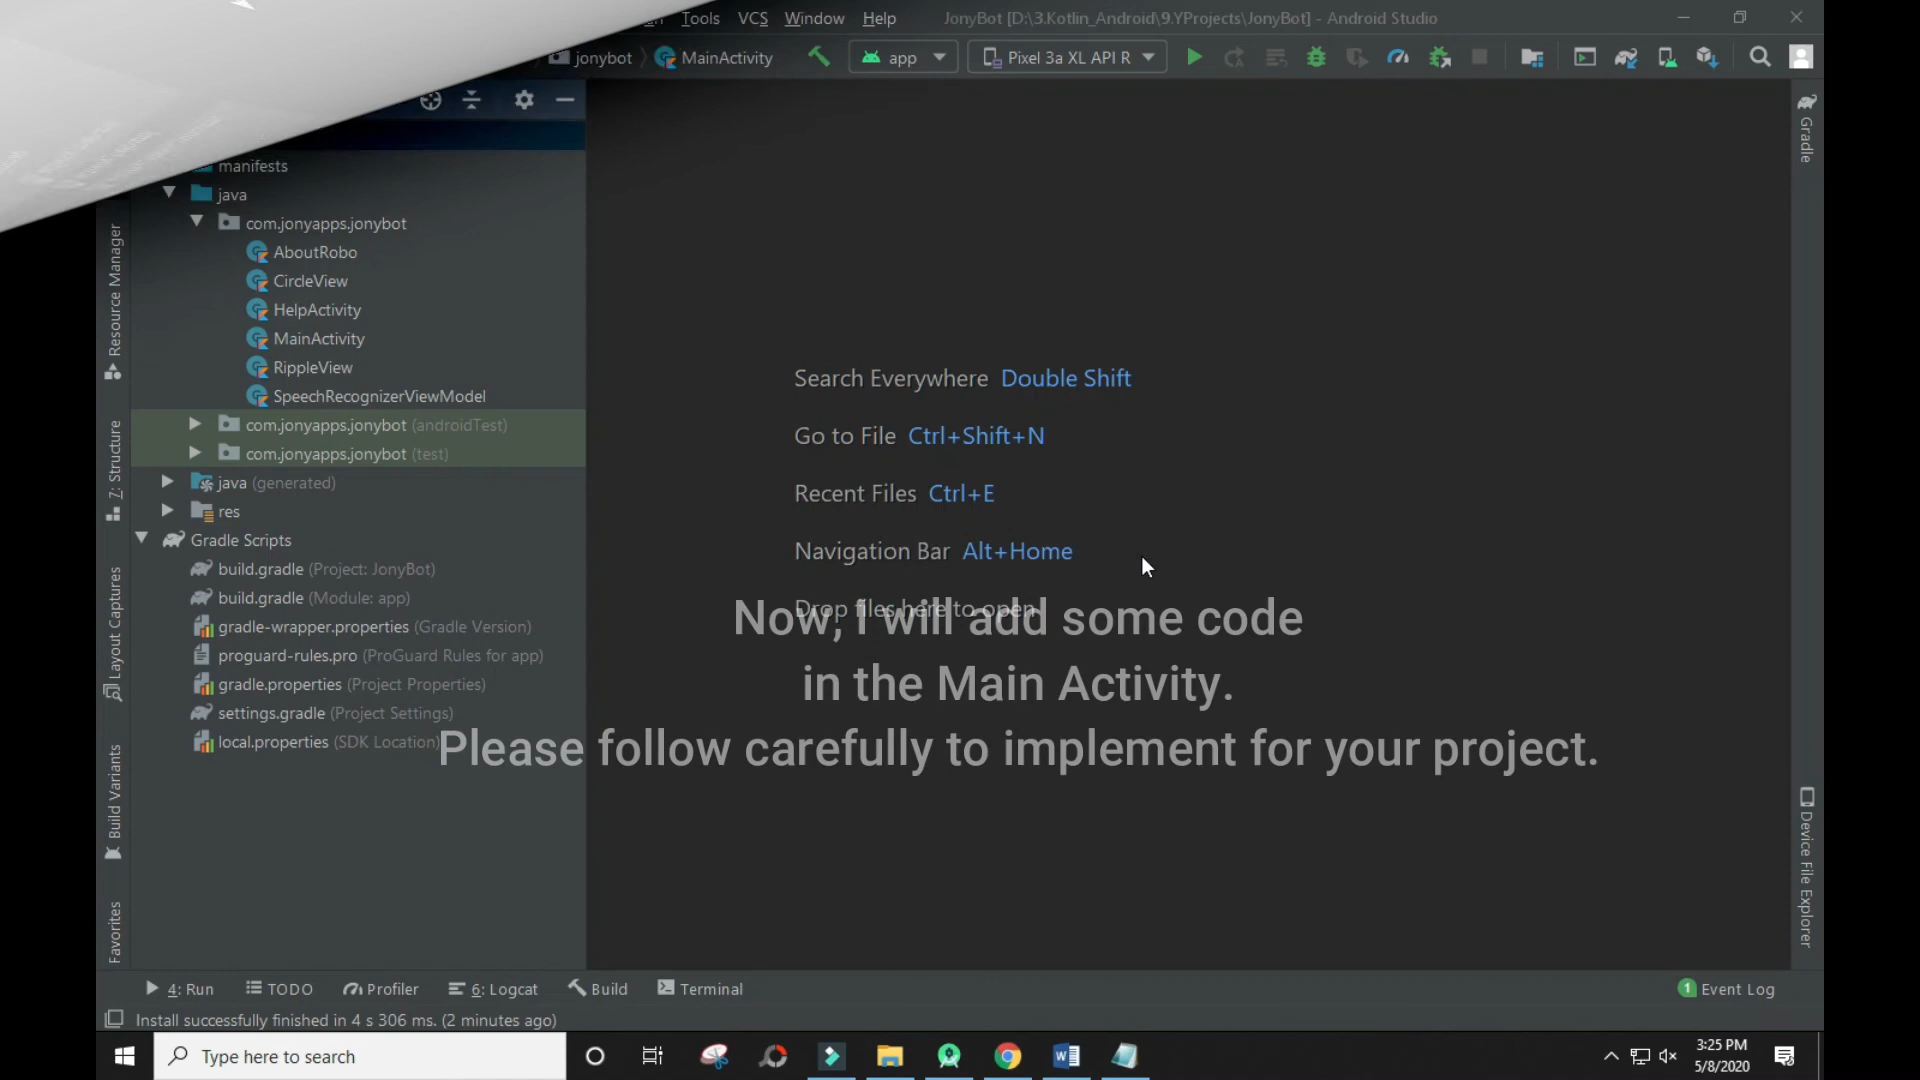 Tools VCS Window Help JonyBot [D:\3.Kotlin_Android\9.YProjects\JonyBot] - Android Studio
jonybot MainActivity app Pixel 3a XL API R
manifests
java
com.jonyapps.jonybot
AboutRobo
CircleView
HelpActivity
MainActivity
RippleView
SpeechRecognizerViewModel
com.jonyapps.jonybot (androidTest)
com.jonyapps.jonybot (test)
java (generated)
res
Gradle Scripts
build.gradle (Project: JonyBot)
build.gradle (Module: app)
gradle-wrapper.properties (Gradle Version)
proguard-rules.pro (ProGuard Rules for app)
gradle.properties (Project Properties)
settings.gradle (Project Settings)
local.properties (SDK Location)
Resource Manager
7: Structure
Layout Captures
Build Variants
Favorites
Search Everywhere Double Shift
Go to File Ctrl+Shift+N
Recent Files Ctrl+E
Navigation Bar Alt+Home
Drop files here to open
Now, I will add some code
in the Main Activity.
Please follow carefully to implement for your project.
Gradle
Device File Explorer
4: Run TODO Profiler 6: Logcat Build Terminal 1 Event Log
Install successfully finished in 4 s 306 ms. (2 minutes ago)
Type here to search
3:25 PM
5/8/2020